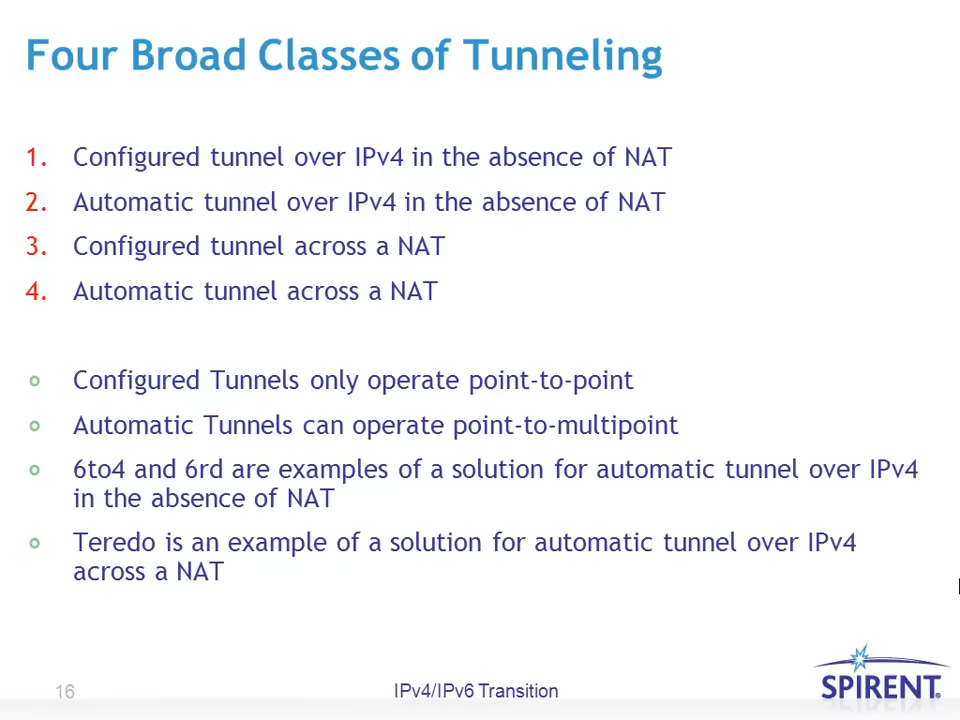 Four Broad Classes of Tunneling
1. Configured tunnel over IPv4 in the absence of NAT
2. Automatic tunnel over IPv4 in the absence of NAT
3. Configured tunnel across a NAT
4. Automatic tunnel across a NAT
Configured Tunnels only operate point-to-point
Automatic Tunnels can operate point-to-multipoint
6to4 and 6rd are examples of a solution for automatic tunnel over IPv4
in the absence of NAT
Teredo is an example of a solution for automatic tunnel over IPv4
across a NAT
16
IPv4/IPv6 Transition
SPIRENT®